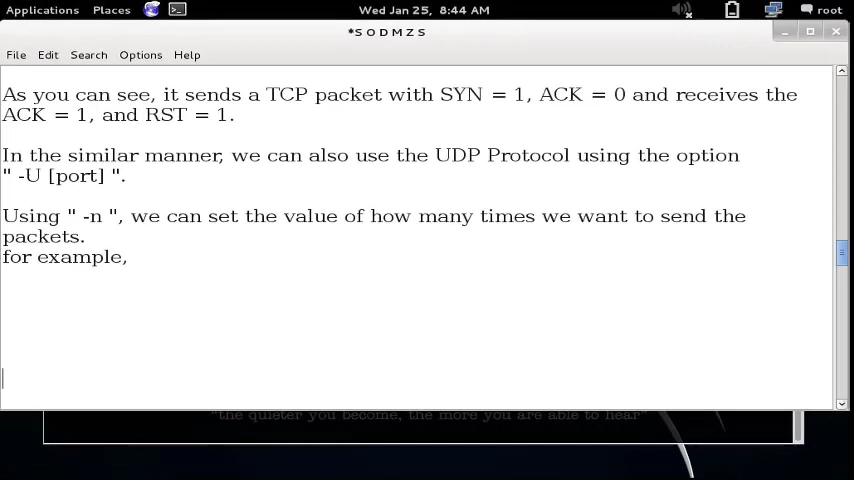 Applications Places Wed Jan 25, 8:44 AM root
*S O D M Z S
File Edit Search Options Help
As you can see, it sends a TCP packet with SYN = 1, ACK = 0 and receives the
ACK = 1, and RST = 1.
In the similar manner, we can also use the UDP Protocol using the option
" -U [port] ".
Using " -n ", we can set the value of how many times we want to send the
packets.
for example,
"the quieter you become, the more you are able to hear"